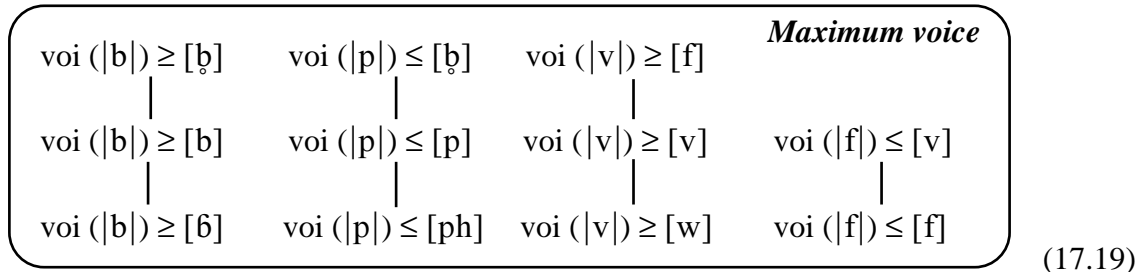 Maximum voice
voi (|b|) ≥ [b̥] voi (|p|) ≤ [b̥] voi (|v|) ≥ [f]
voi (|b|) ≥ [b] voi (|p|) ≤ [p] voi (|v|) ≥ [v] voi (|f|) ≤ [v]
voi (|b|) ≥ [ɓ] voi (|p|) ≤ [ph] voi (|v|) ≥ [w] voi (|f|) ≤ [f]
(17.19)